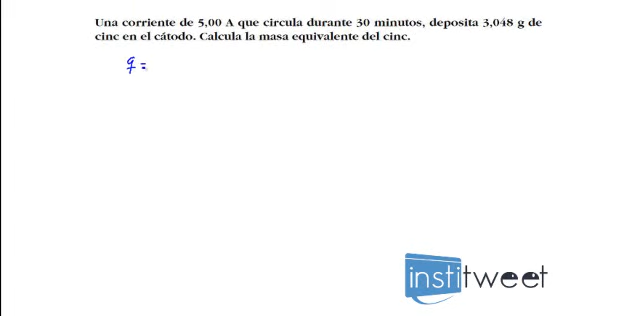 Una corriente de 5,00 A que circula durante 30 minutos, deposita 3,048 g de
cinc en el cátodo. Calcula la masa equivalente del cinc.
q =
institweet